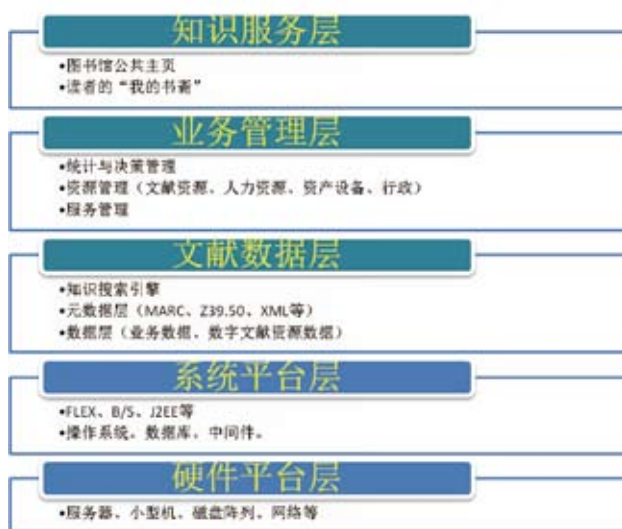 知识服务层
•图书馆公共主页
•读者的“我的书斋”
业务管理层
•统计与决策管理
•资源管理（文献资源、人力资源、资产设备、行政）
•服务管理
文献数据层
•知识搜索引擎
•元数据层（MARC、Z39.50、XML等）
•数据层（业务数据、数字文献资源数据）
系统平台层
•FLEX、B/S、J2EE等
•操作系统、数据库、中间件。
硬件平台层
•服务器、小型机、磁盘阵列、网络等